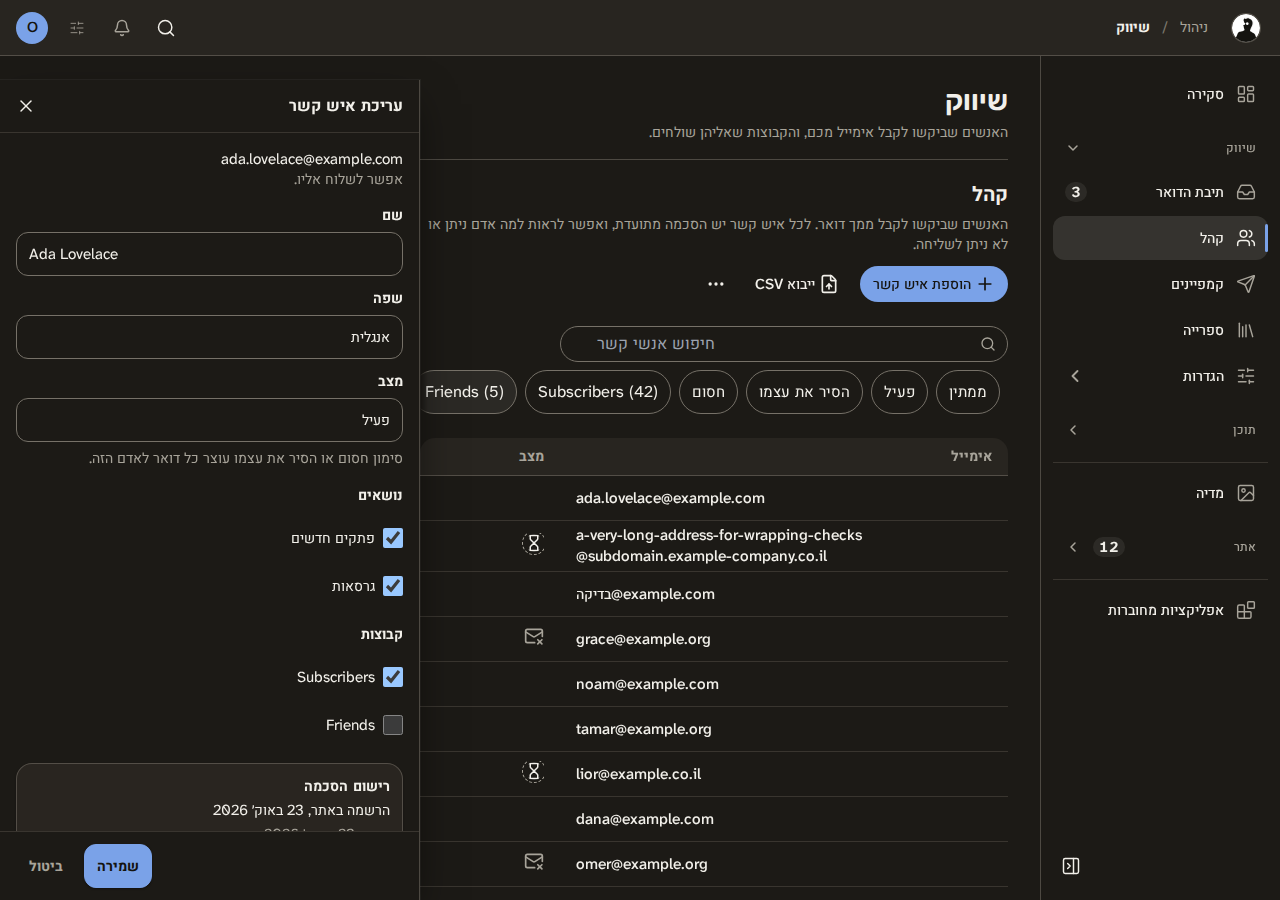 ניהול / שיווק
O
סקירה
שיווק
תיבת הדואר 3
קהל
קמפיינים
ספרייה
הגדרות
תוכן
מדיה
אתר 12
אפליקציות מחוברות
שיווק
האנשים שביקשו לקבל אימייל מכם, והקבוצות שאליהן שולחים.
קהל
האנשים שביקשו לקבל ממך דואר. לכל איש קשר יש הסכמה מתועדת, ואפשר לראות למה אדם ניתן או
לא ניתן לשליחה.
הוספת איש קשר
ייבוא CSV
חיפוש אנשי קשר
ממתין
פעיל
הסיר את עצמו
חסום
Subscribers (42)
Friends (5)
אימייל
מצב
ada.lovelace@example.com
a-very-long-address-for-wrapping-checks
@subdomain.example-company.co.il
בדיקה@example.com
grace@example.org
noam@example.com
tamar@example.org
lior@example.co.il
dana@example.com
omer@example.org
עריכת איש קשר
ada.lovelace@example.com
אפשר לשלוח אליו.
שם
Ada Lovelace
שפה
אנגלית
מצב
פעיל
סימון חסום או הסיר את עצמו עוצר כל דואר לאדם הזה.
נושאים
פתקים חדשים
גרסאות
קבוצות
Subscribers
Friends
רישום הסכמה
הרשמה באתר, 23 באוק׳ 2026
שמירה
ביטול